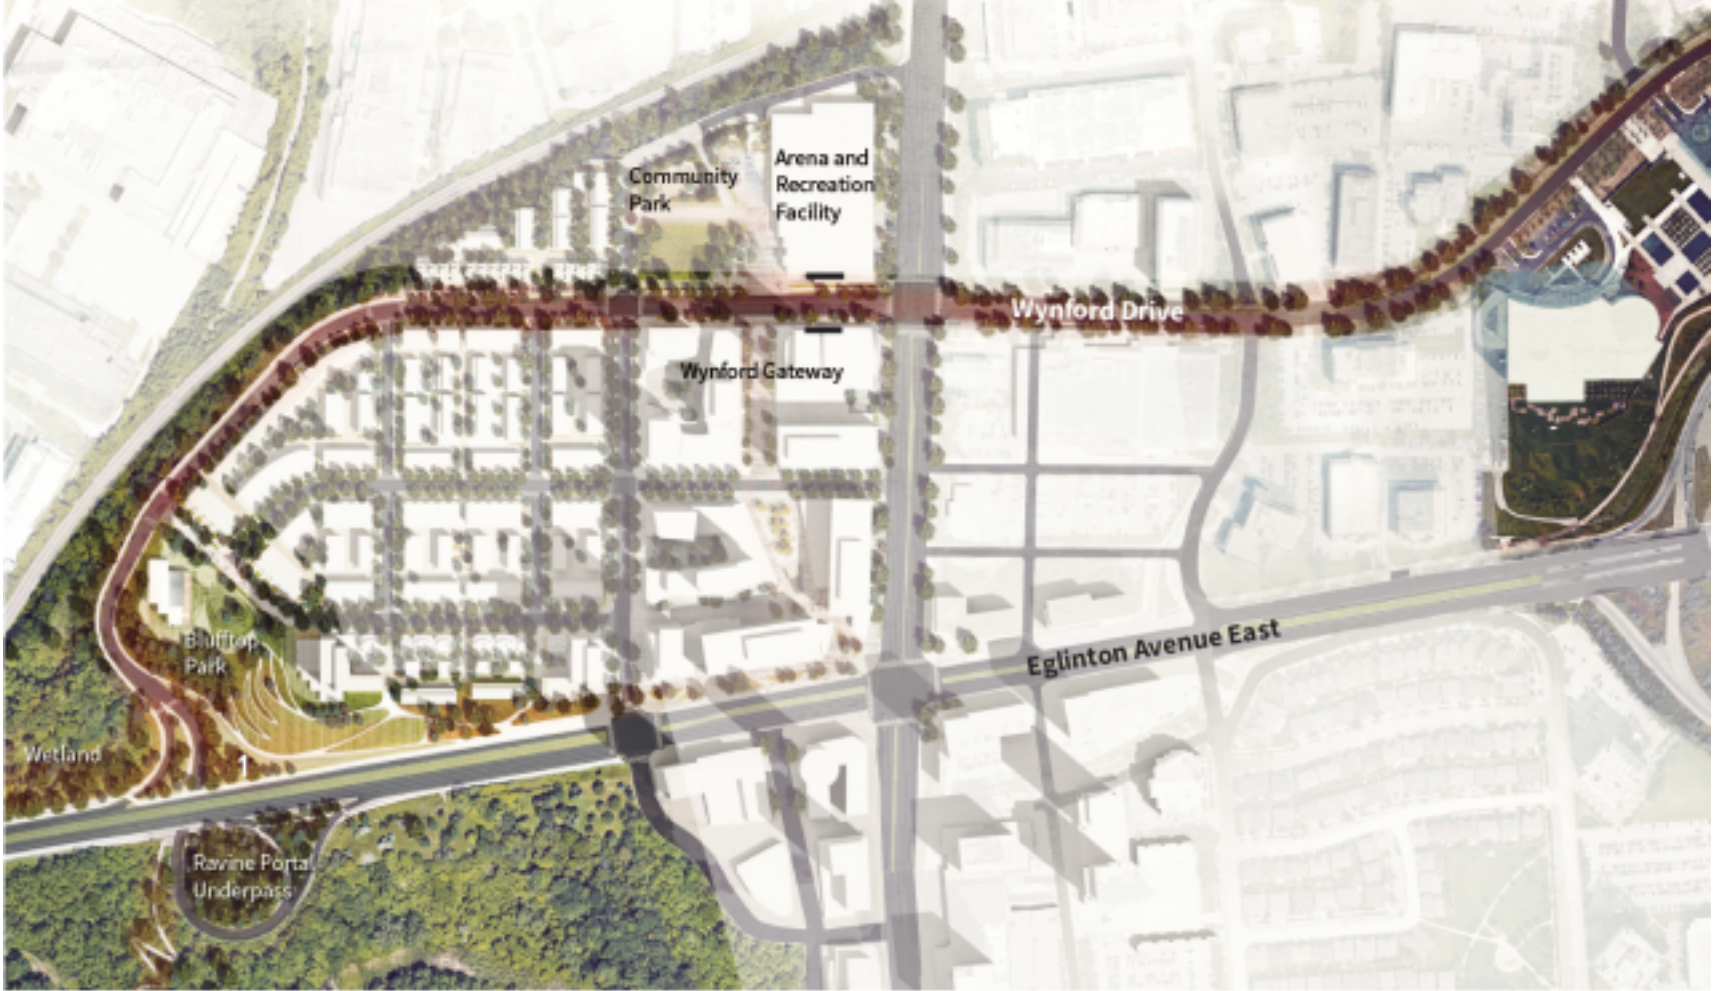 Arena and
Recreation
Facility
Community
Park
Wynford Drive
Wynford Gateway
Blufftop
Park
Eglinton Avenue East
Wetland
1
Ravine Portal
Underpass